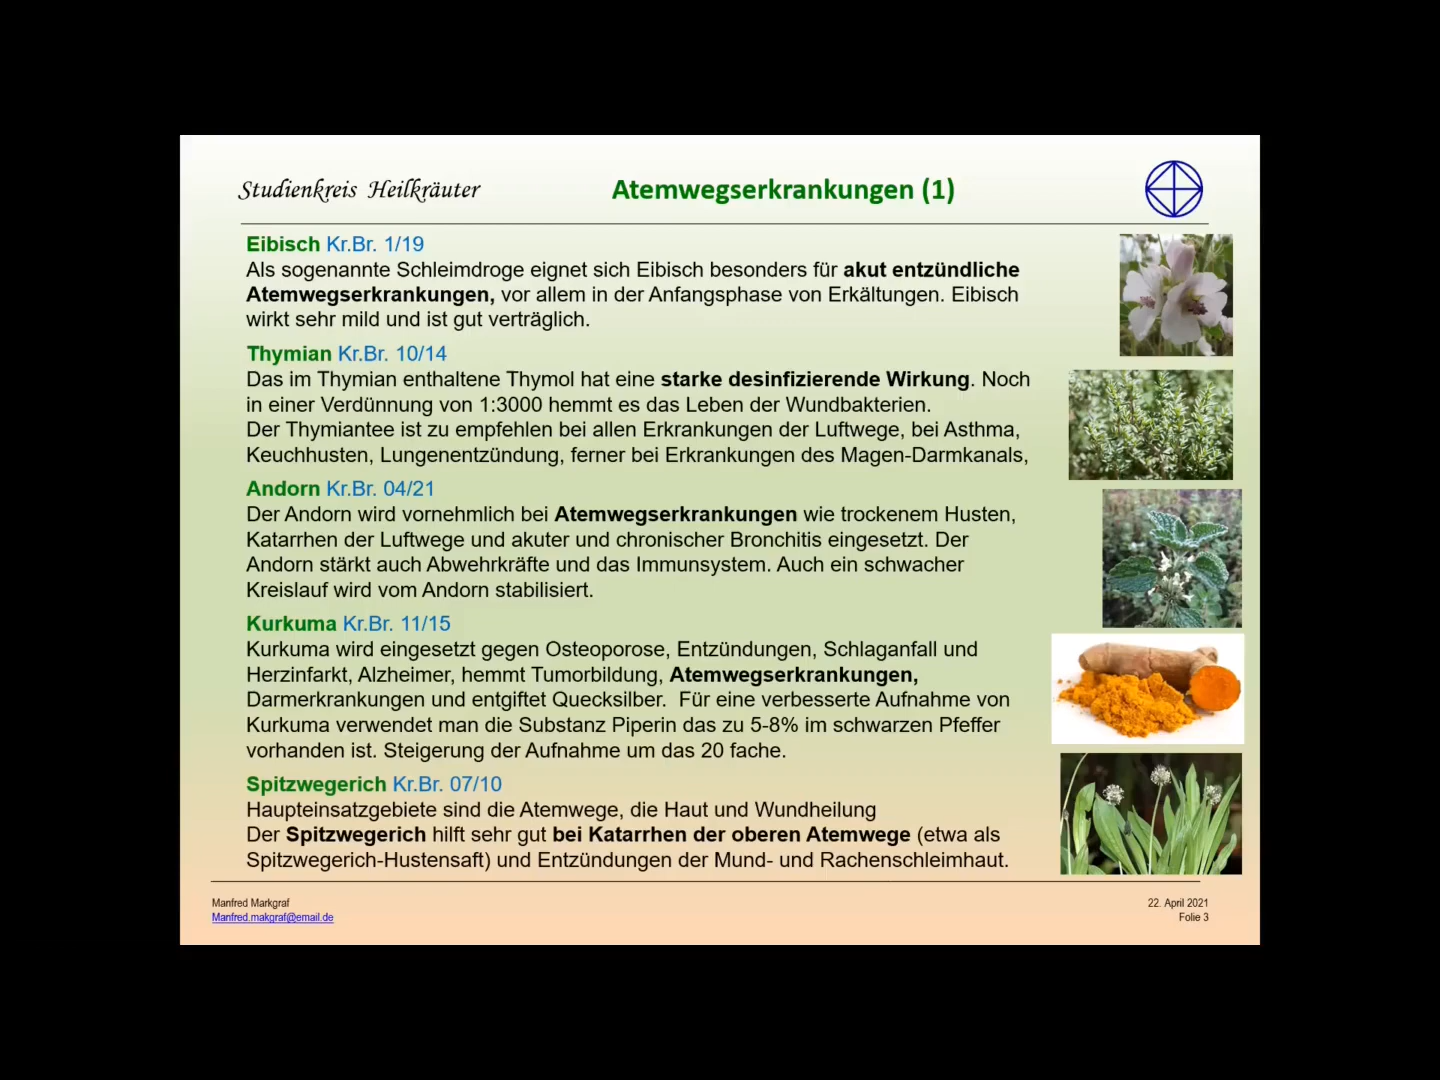 Studienkreis Heilkräuter
Atemwegserkrankungen (1)
Eibisch Kr.Br. 1/19
Als sogenannte Schleimdroge eignet sich Eibisch besonders für akut entzündliche
Atemwegserkrankungen, vor allem in der Anfangsphase von Erkältungen. Eibisch
wirkt sehr mild und ist gut verträglich.
Thymian Kr.Br. 10/14
Das im Thymian enthaltene Thymol hat eine starke desinfizierende Wirkung. Noch
in einer Verdünnung von 1:3000 hemmt es das Leben der Wundbakterien.
Der Thymiantee ist zu empfehlen bei allen Erkrankungen der Luftwege, bei Asthma,
Keuchhusten, Lungenentzündung, ferner bei Erkrankungen des Magen-Darmkanals,
Andorn Kr.Br. 04/21
Der Andorn wird vornehmlich bei Atemwegserkrankungen wie trockenem Husten,
Katarrhen der Luftwege und akuter und chronischer Bronchitis eingesetzt. Der
Andorn stärkt auch Abwehrkräfte und das Immunsystem. Auch ein schwacher
Kreislauf wird vom Andorn stabilisiert.
Kurkuma Kr.Br. 11/15
Kurkuma wird eingesetzt gegen Osteoporose, Entzündungen, Schlaganfall und
Herzinfarkt, Alzheimer, hemmt Tumorbildung, Atemwegserkrankungen,
Darmerkrankungen und entgiftet Quecksilber. Für eine verbesserte Aufnahme von
Kurkuma verwendet man die Substanz Piperin das zu 5-8% im schwarzen Pfeffer
vorhanden ist. Steigerung der Aufnahme um das 20 fache.
Spitzwegerich Kr.Br. 07/10
Haupteinsatzgebiete sind die Atemwege, die Haut und Wundheilung
Der Spitzwegerich hilft sehr gut bei Katarrhen der oberen Atemwege (etwa als
Spitzwegerich-Hustensaft) und Entzündungen der Mund- und Rachenschleimhaut.
Manfred Markgraf
Manfred.makgraf@email.de
22. April 2021
Folie 3